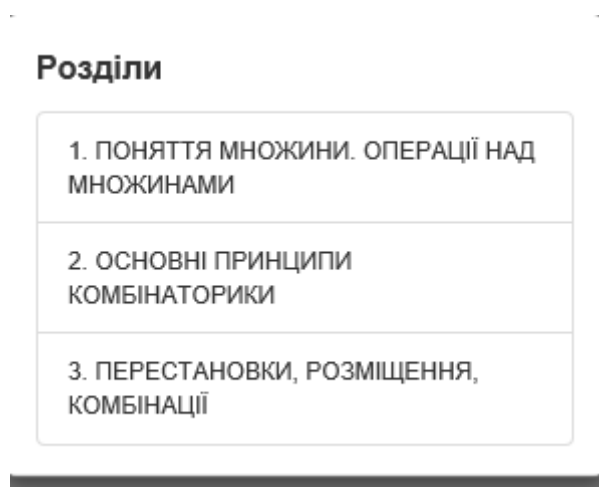 Розділи
1. ПОНЯТТЯ МНОЖИНИ. ОПЕРАЦІЇ НАД
МНОЖИНАМИ
2. ОСНОВНІ ПРИНЦИПИ
КОМБІНАТОРИКИ
3. ПЕРЕСТАНОВКИ, РОЗМІЩЕННЯ,
КОМБІНАЦІЇ